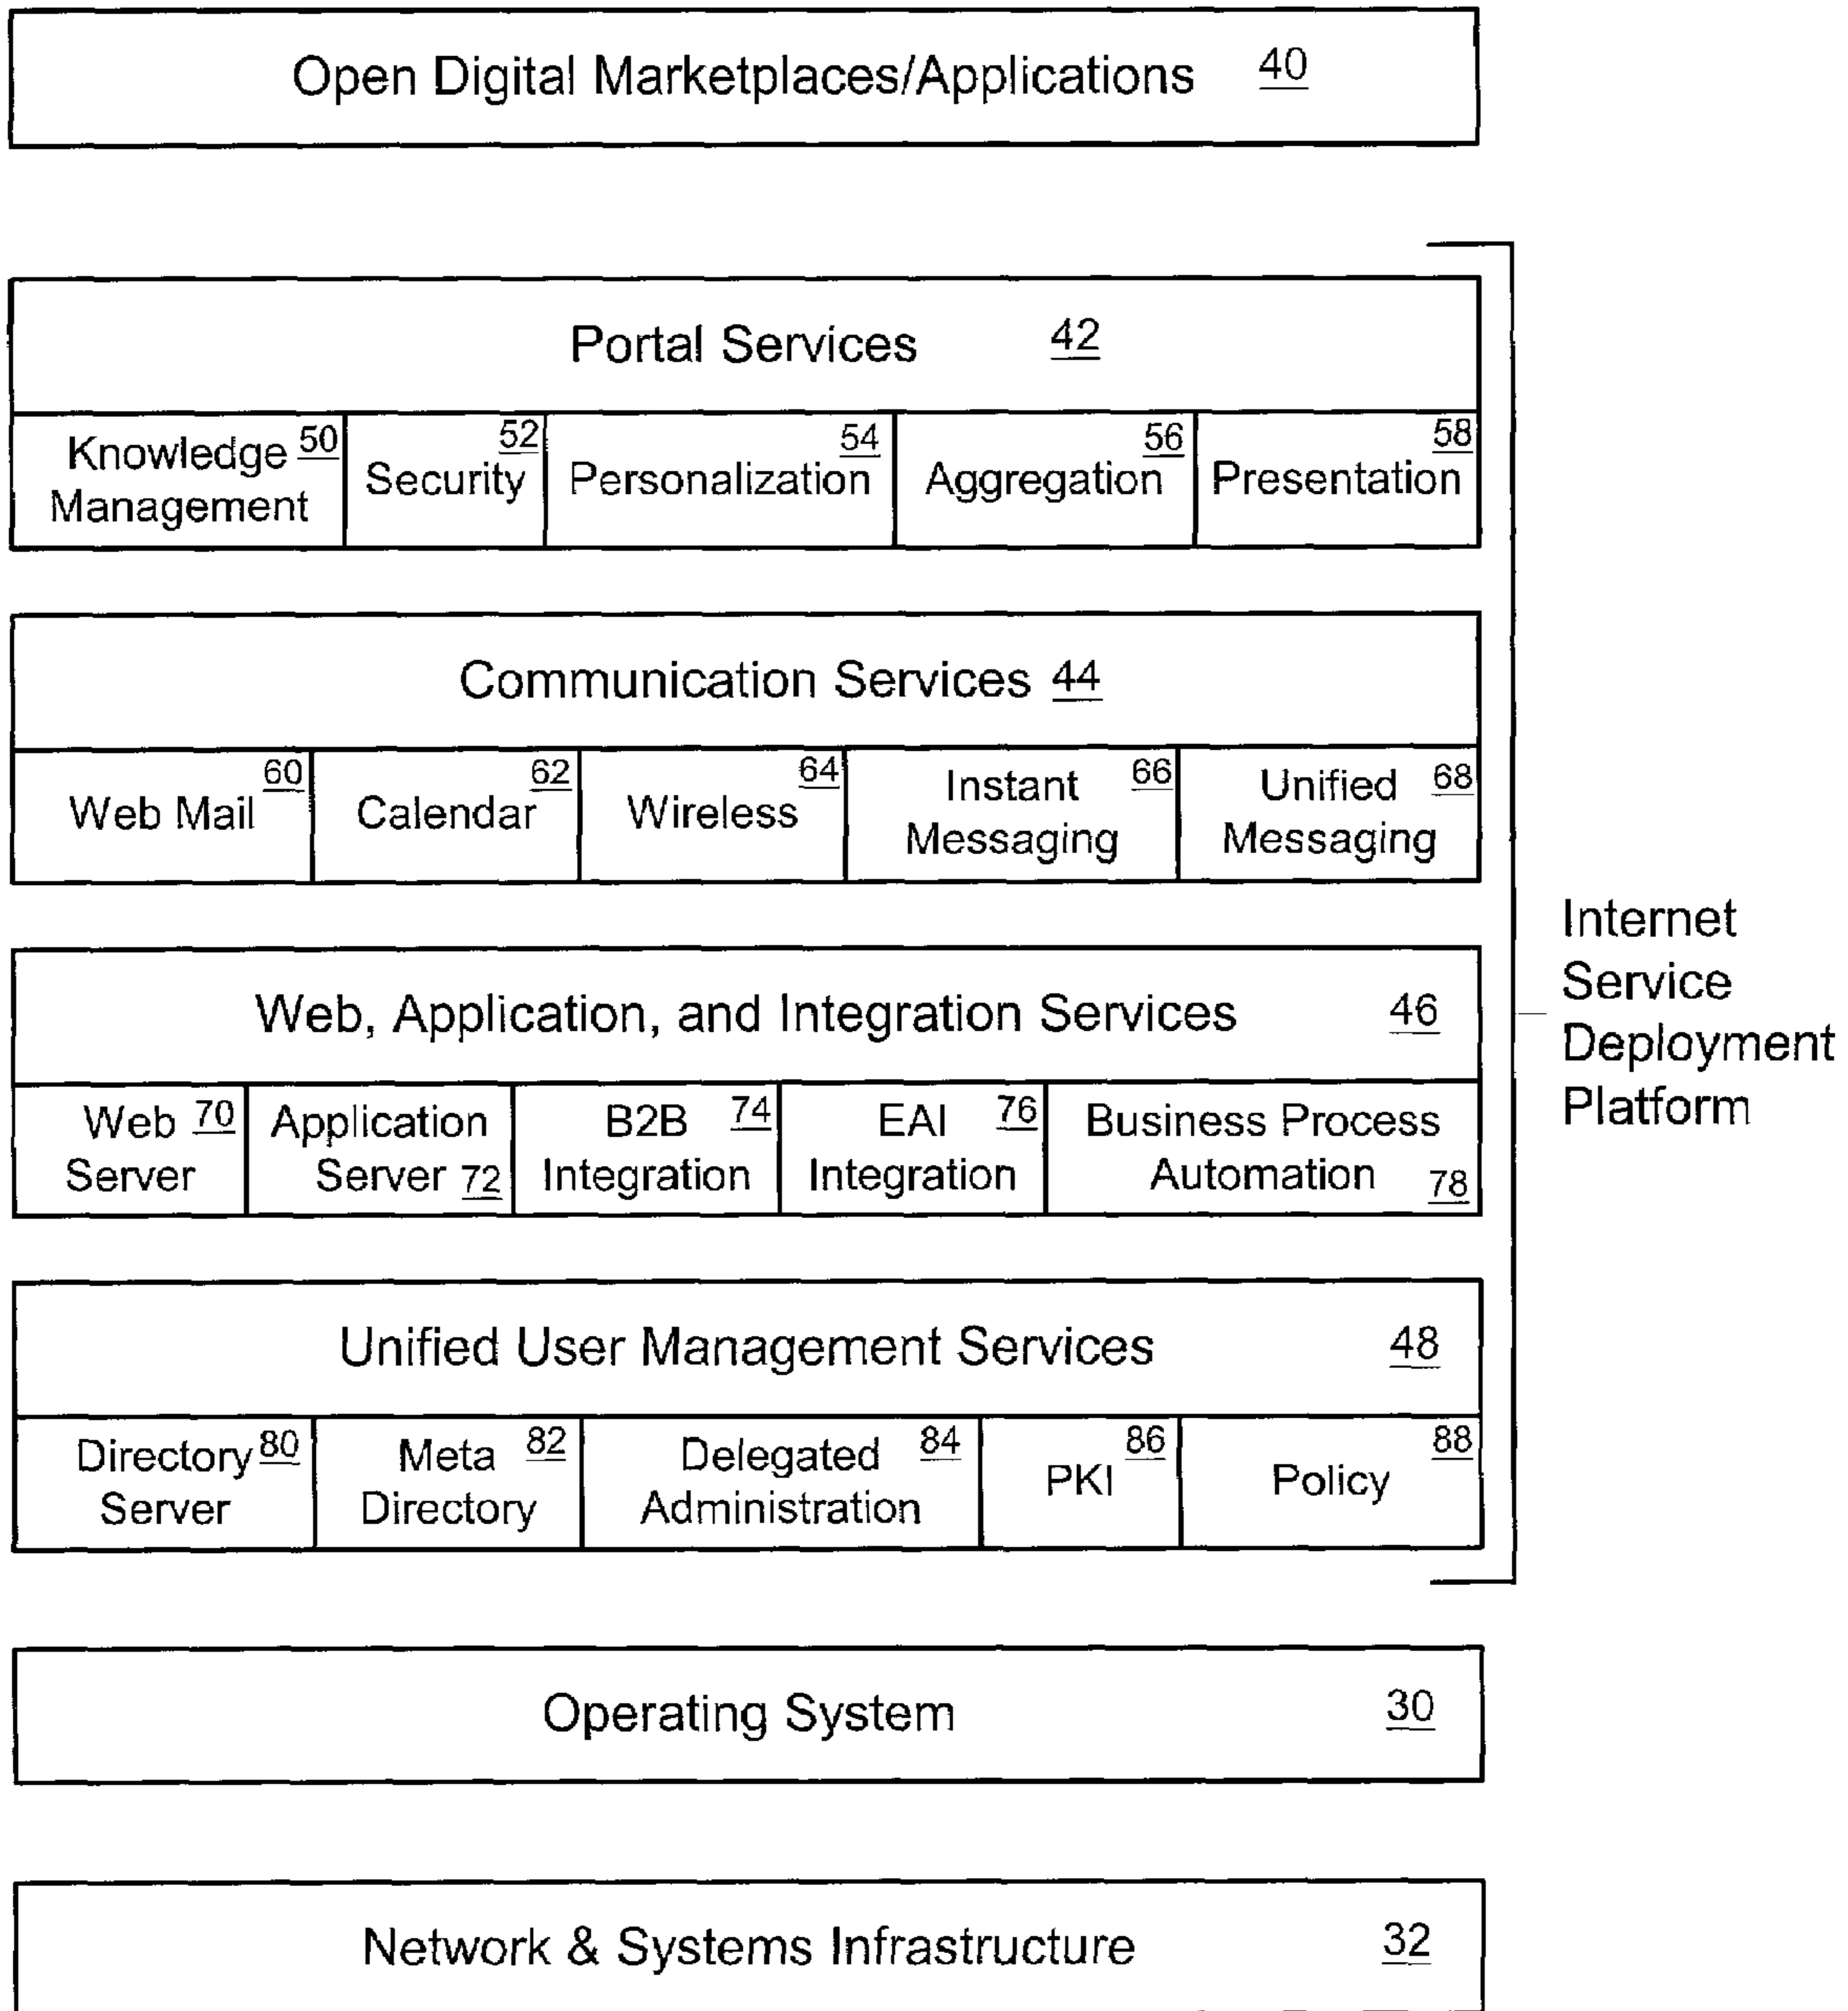 Open Digital Marketplaces/Applications 40
Portal Services 42
Knowledge 50
Management
Security 52
Personalization 54
Aggregation 56
Presentation 58
Communication Services 44
Web Mail 60
Calendar 62
Wireless 64
Instant 66
Messaging
Unified 68
Messaging
Web, Application, and Integration Services 46
Web 70
Server
Application
Server 72
B2B 74
Integration
EAI 76
Integration
Business Process
Automation 78
Unified User Management Services 48
Directory 80
Server
Meta 82
Directory
Delegated 84
Administration
PKI 86
Policy 88
Internet
Service
Deployment
Platform
Operating System 30
Network & Systems Infrastructure 32